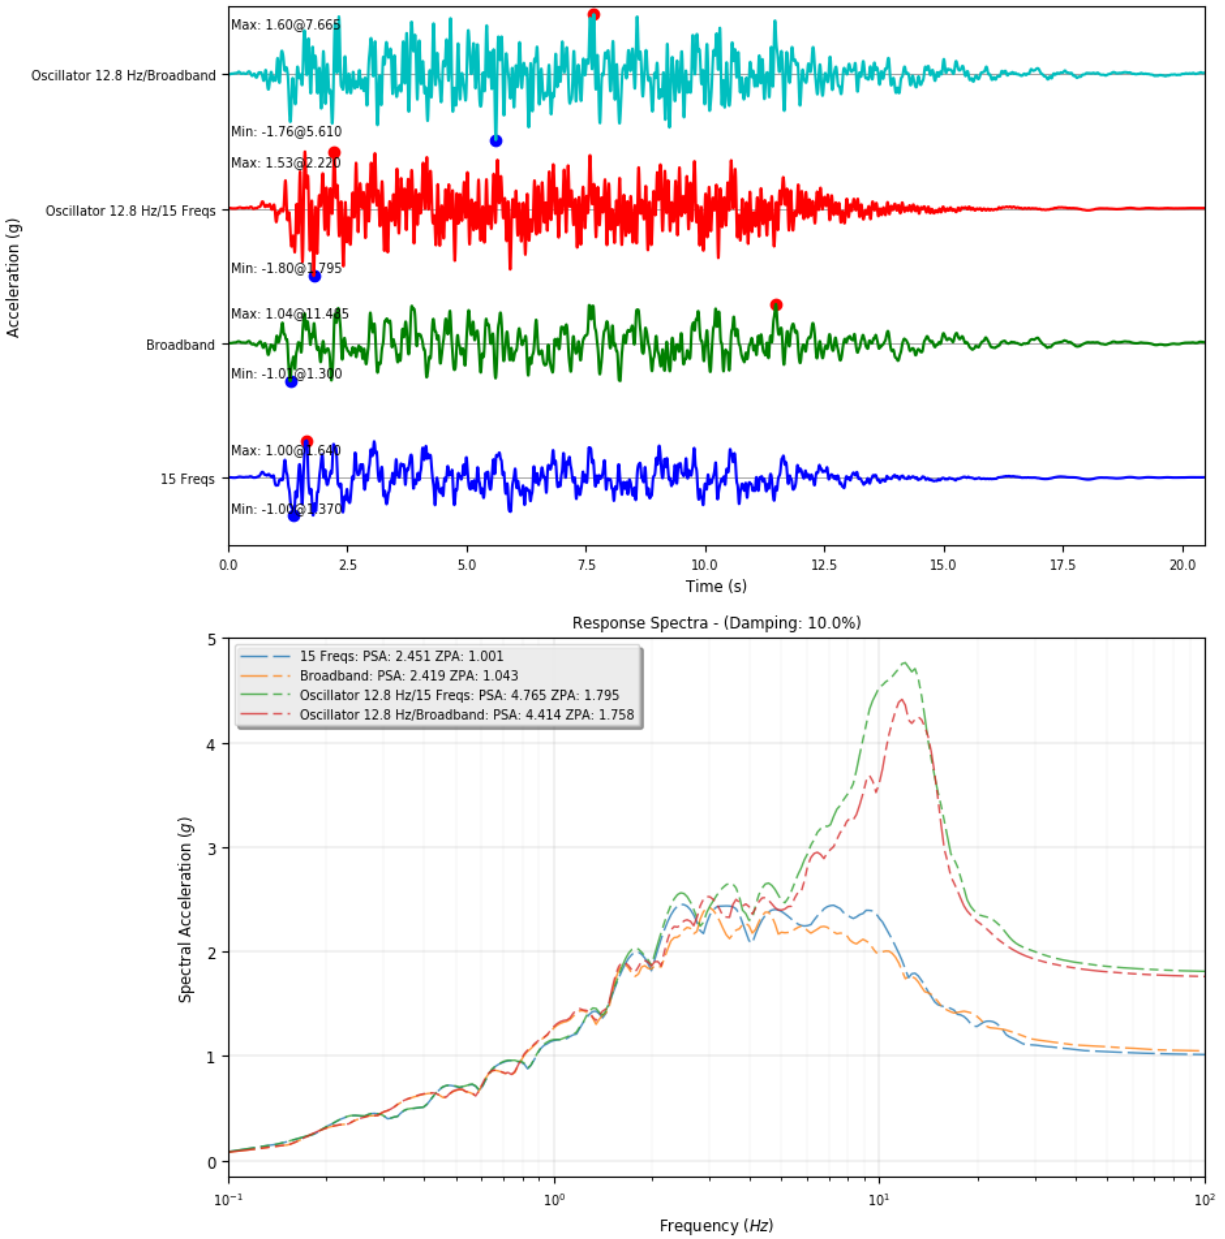 Max: 1.60@7.665
Oscillator 12.8 Hz/Broadband
Min: -1.76@5.610
Max: 1.53@2.220
Oscillator 12.8 Hz/15 Freqs
Min: -1.80@1.795
Max: 1.04@11.485
Broadband
Min: -1.01@1.300
Max: 1.00@1.640
15 Freqs
Min: -1.00@1.370
Acceleration (g)
0.0 2.5 5.0 7.5 10.0 12.5 15.0 17.5 20.0
Time (s)
Response Spectra - (Damping: 10.0%)
15 Freqs: PSA: 2.451 ZPA: 1.001
Broadband: PSA: 2.419 ZPA: 1.043
Oscillator 12.8 Hz/15 Freqs: PSA: 4.765 ZPA: 1.795
Oscillator 12.8 Hz/Broadband: PSA: 4.414 ZPA: 1.758
5
4
3
2
1
0
Spectral Acceleration (g)
10⁻¹ 10⁰ 10¹ 10²
Frequency (Hz)